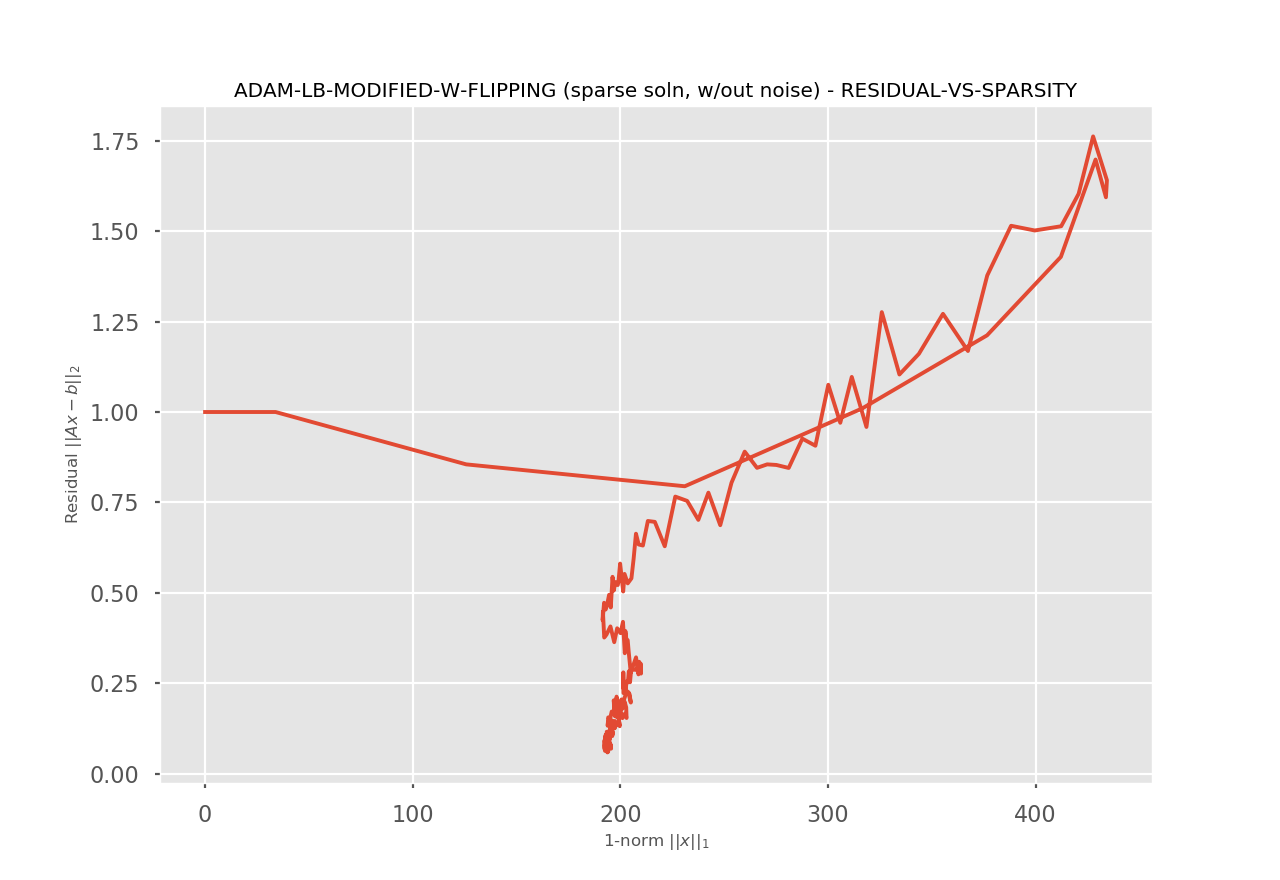 ADAM-LB-MODIFIED-W-FLIPPING (sparse soln, w/out noise) - RESIDUAL-VS-SPARSITY
1.75
1.50
1.25
1.00
0.75
0.50
0.25
0.00
Residual ||Ax − b||₂
0 100 200 300 400
1-norm ||x||₁